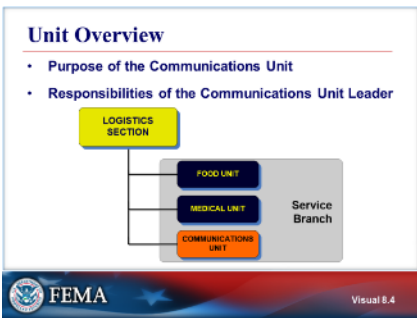 Unit Overview
• Purpose of the Communications Unit
• Responsibilities of the Communications Unit Leader
LOGISTICS
SECTION
FOOD UNIT
MEDICAL UNIT
COMMUNICATIONS
UNIT
Service
Branch
FEMA
Visual 8.4